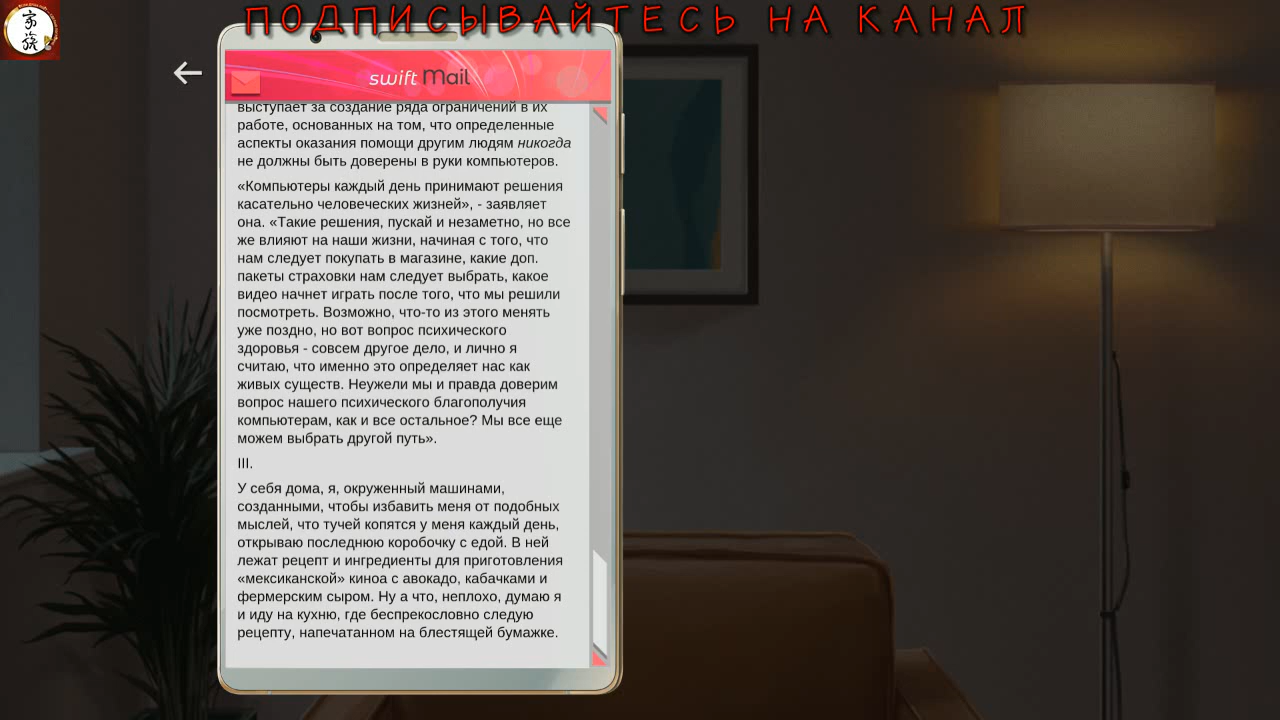 ПОДПИСЫВАЙТЕСЬ НА КАНАЛ
swift Mail
выступает за создание ряда ограничений в их
работе, основанных на том, что определенные
аспекты оказания помощи другим людям никогда
не должны быть доверены в руки компьютеров.
«Компьютеры каждый день принимают решения
касательно человеческих жизней», - заявляет
она. «Такие решения, пускай и незаметно, но все
же влияют на наши жизни, начиная с того, что
нам следует покупать в магазине, какие доп.
пакеты страховки нам следует выбрать, какое
видео начнет играть после того, что мы решили
посмотреть. Возможно, что-то из этого менять
уже поздно, но вот вопрос психического
здоровья - совсем другое дело, и лично я
считаю, что именно это определяет нас как
живых существ. Неужели мы и правда доверим
вопрос нашего психического благополучия
компьютерам, как и все остальное? Мы все еще
можем выбрать другой путь».
III.
У себя дома, я, окруженный машинами,
созданными, чтобы избавить меня от подобных
мыслей, что тучей копятся у меня каждый день,
открываю последнюю коробочку с едой. В ней
лежат рецепт и ингредиенты для приготовления
«мексиканской» киноа с авокадо, кабачками и
фермерским сыром. Ну а что, неплохо, думаю я
и иду на кухню, где беспрекословно следую
рецепту, напечатанном на блестящей бумажке.